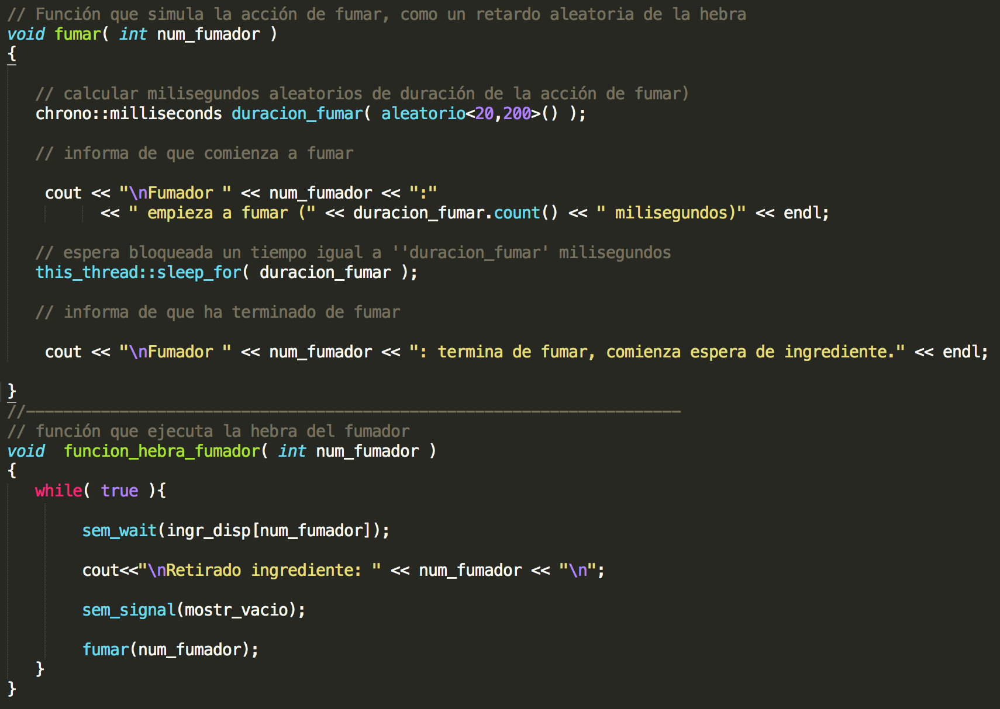 // Función que simula la acción de fumar, como un retardo aleatoria de la hebra
void fumar( int num_fumador )
{
// calcular milisegundos aleatorios de duración de la acción de fumar)
chrono::milliseconds duracion_fumar( aleatorio<20,200>() );
// informa de que comienza a fumar
cout << "\nFumador " << num_fumador << ":"
<< " empieza a fumar (" << duracion_fumar.count() << " milisegundos)" << endl;
// espera bloqueada un tiempo igual a ''duracion_fumar' milisegundos
this_thread::sleep_for( duracion_fumar );
// informa de que ha terminado de fumar
cout << "\nFumador " << num_fumador << ": termina de fumar, comienza espera de ingrediente." << endl;
}
//----------------------------------------------------------------------
// función que ejecuta la hebra del fumador
void  funcion_hebra_fumador( int num_fumador )
{
while( true ){
sem_wait(ingr_disp[num_fumador]);
cout<<"\nRetirado ingrediente: " << num_fumador << "\n";
sem_signal(mostr_vacio);
fumar(num_fumador);
}
}